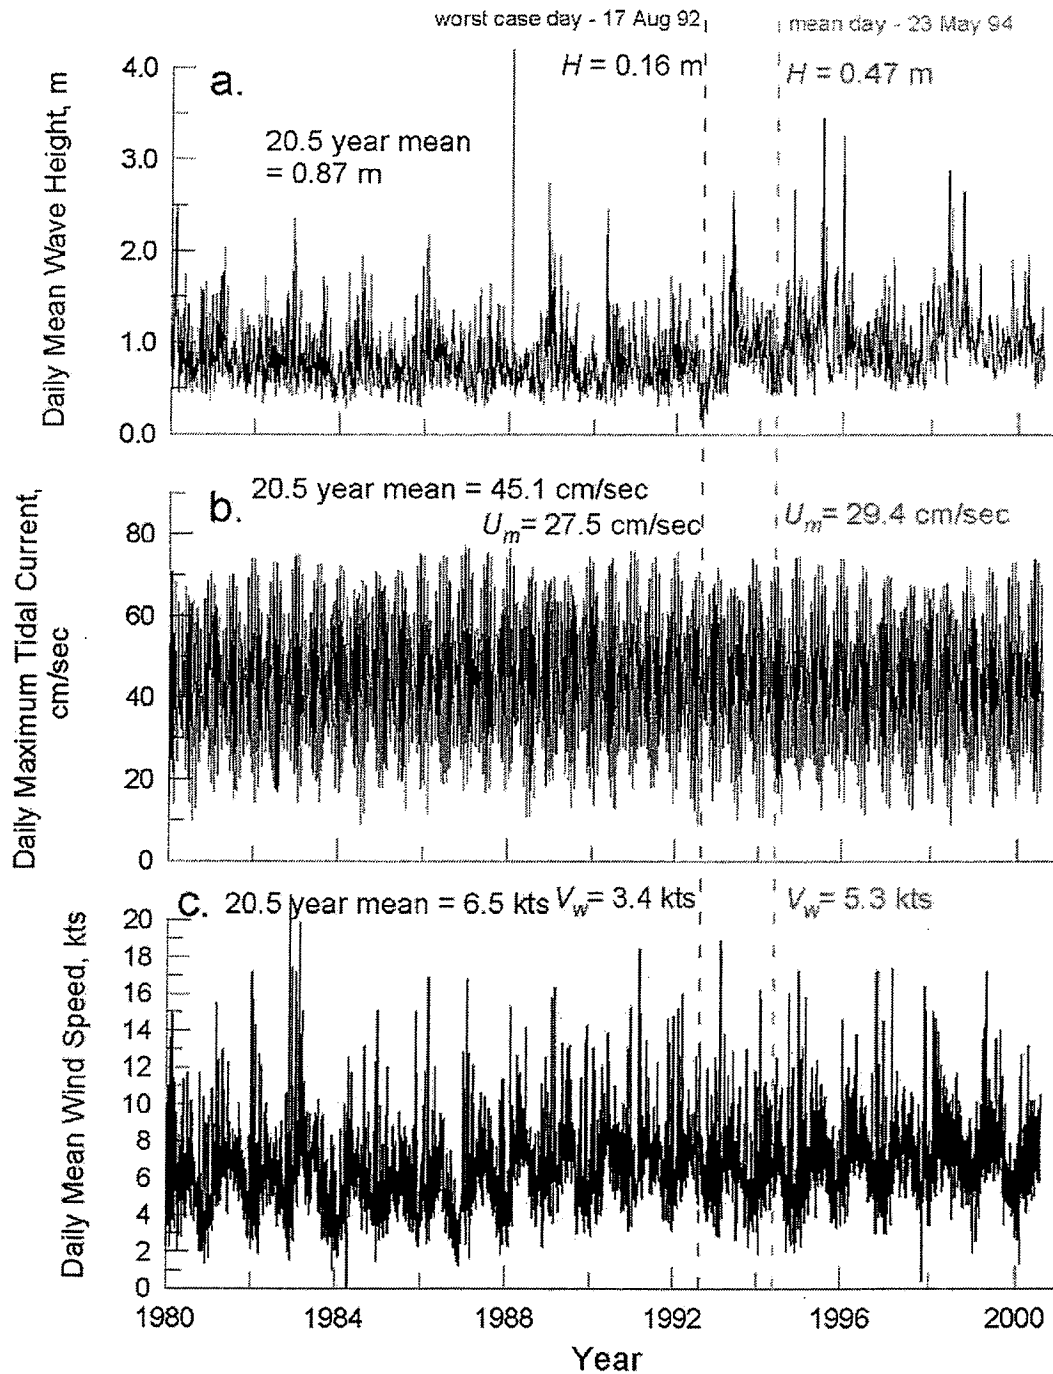 worst case day - 17 Aug 92
mean day - 23 May 94
H = 0.16 m
H = 0.47 m
a.
20.5 year mean
= 0.87 m
Daily Mean Wave Height, m
4.0
3.0
2.0
1.0
0.0
b.
20.5 year mean = 45.1 cm/sec
Um= 27.5 cm/sec
Um= 29.4 cm/sec
Daily Maximum Tidal Current,
cm/sec
80
60
40
20
0
c.
20.5 year mean = 6.5 kts
Vw= 3.4 kts
Vw= 5.3 kts
Daily Mean Wind Speed, kts
20
18
16
14
12
10
8
6
4
2
0
1980 1984 1988 1992 1996 2000
Year